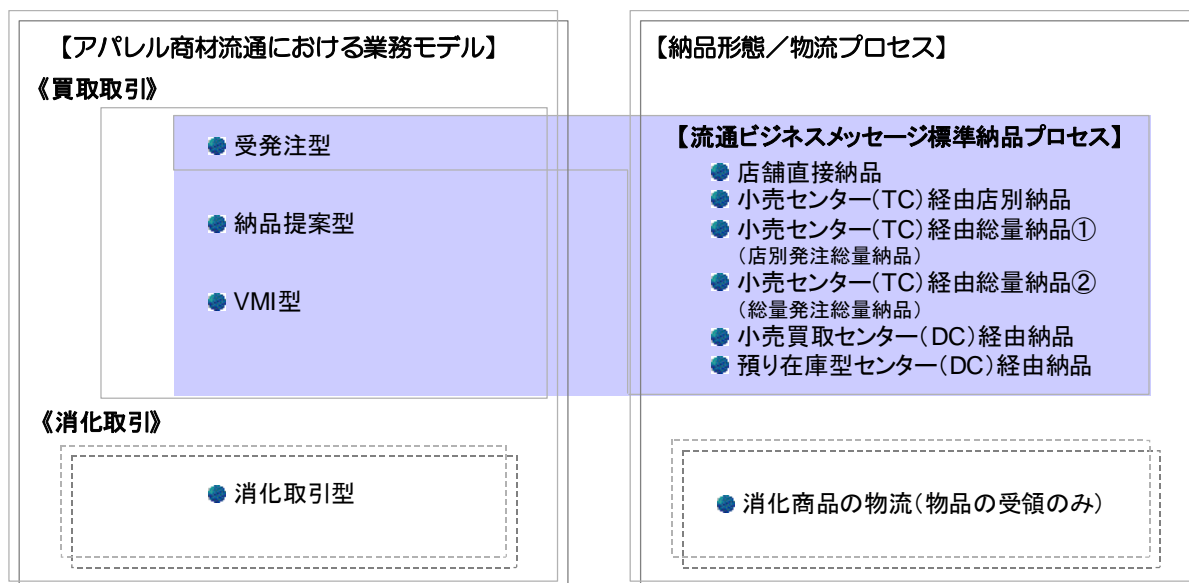 【アパレル商材流通における業務モデル】
《買取取引》
受発注型
納品提案型
VMI型
《消化取引》
消化取引型
【納品形態／物流プロセス】
【流通ビジネスメッセージ標準納品プロセス】
店舗直接納品
小売センター（TC）経由店別納品
小売センター（TC）経由総量納品①
（店別発注総量納品）
小売センター（TC）経由総量納品②
（総量発注総量納品）
小売買取センター（DC）経由納品
預り在庫型センター（DC）経由納品
消化商品の物流（物品の受領のみ）